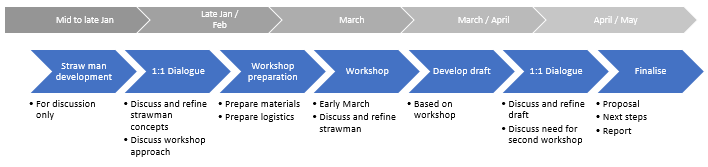 Mid to late Jan
Late Jan /
Feb
March
March / April
April / May
Straw man
development
1:1 Dialogue
Workshop
preparation
Workshop
Develop draft
1:1 Dialogue
Finalise
• For discussion
only
• Discuss and refine
strawman
concepts
• Discuss workshop
approach
• Prepare materials
• Prepare logistics
• Early March
• Discuss and refine
strawman
• Based on
workshop
• Discuss and refine
draft
• Discuss need for
second workshop
• Proposal
• Next steps
• Report